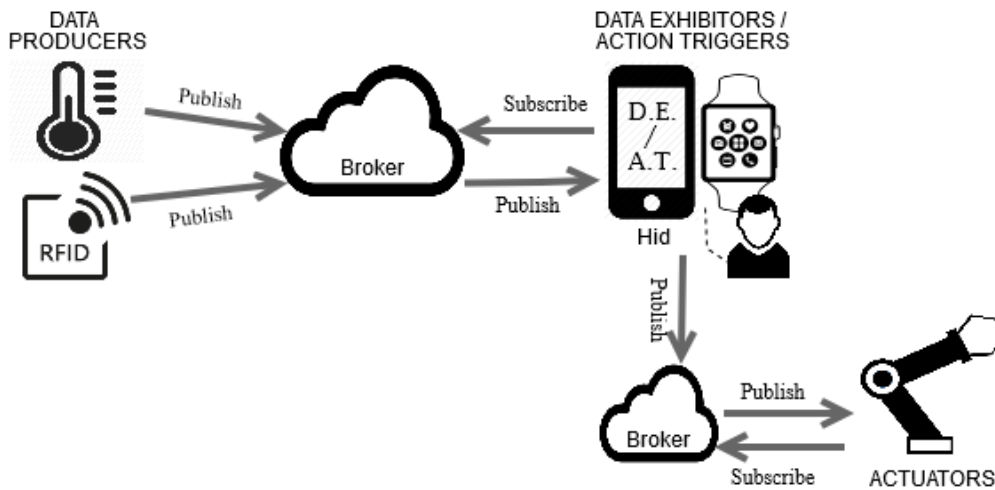 DATA
PRODUCERS
DATA EXHIBITORS /
ACTION TRIGGERS
Publish
Subscribe
D.E.
/
A.T.
Broker
Publish
Publish
RFID
Hid
Publish
Publish
Broker
Subscribe
ACTUATORS